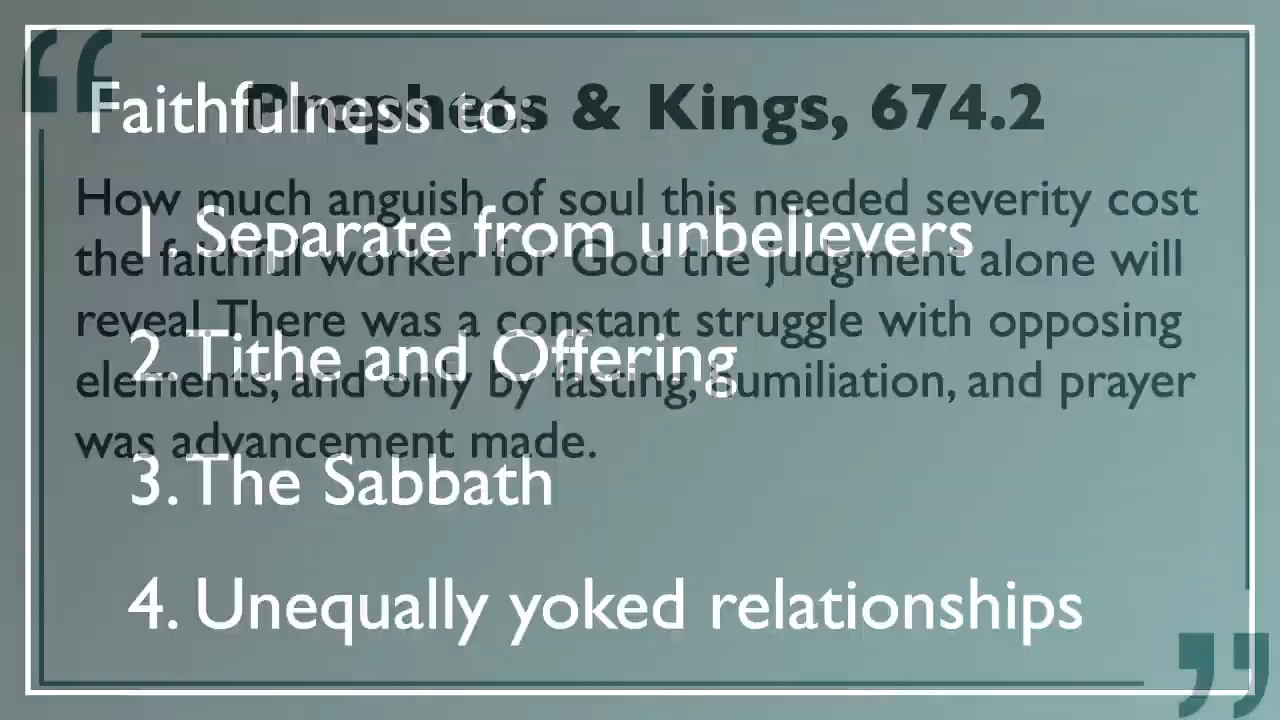 Faithfulness to:
1. Separate from unbelievers
2. Tithe and Offering
3. The Sabbath
4. Unequally yoked relationships
Prophets & Kings, 674.2
How much anguish of soul this needed severity cost
the faithful worker for God the judgment alone will
reveal. There was a constant struggle with opposing
elements, and only by fasting, humiliation, and prayer
was advancement made.